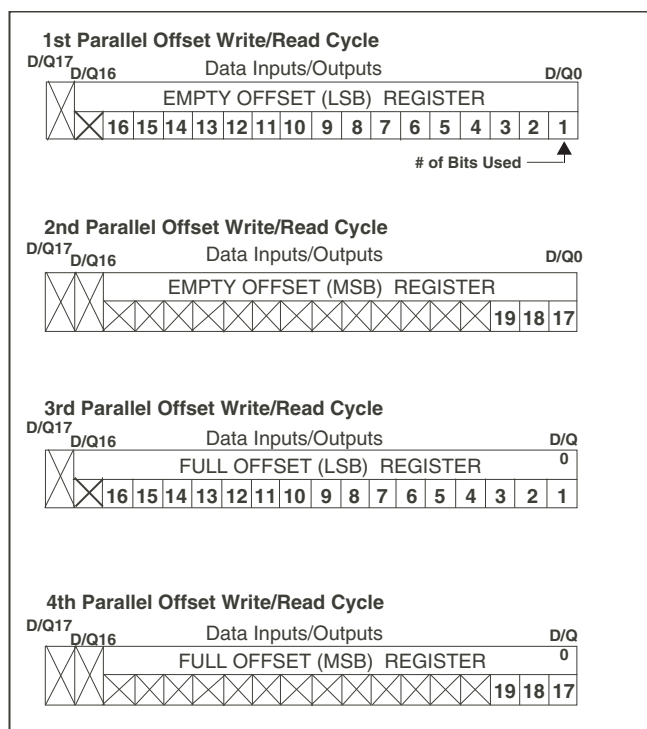 1st Parallel Offset Write/Read Cycle
D/Q17 D/Q16 Data Inputs/Outputs D/Q0
EMPTY OFFSET (LSB) REGISTER
16 15 14 13 12 11 10 9 8 7 6 5 4 3 2 1
# of Bits Used
2nd Parallel Offset Write/Read Cycle
D/Q17 D/Q16 Data Inputs/Outputs D/Q0
EMPTY OFFSET (MSB) REGISTER
19 18 17
3rd Parallel Offset Write/Read Cycle
D/Q17 D/Q16 Data Inputs/Outputs D/Q
0
FULL OFFSET (LSB) REGISTER
16 15 14 13 12 11 10 9 8 7 6 5 4 3 2 1
4th Parallel Offset Write/Read Cycle
D/Q17 D/Q16 Data Inputs/Outputs D/Q
0
FULL OFFSET (MSB) REGISTER
19 18 17